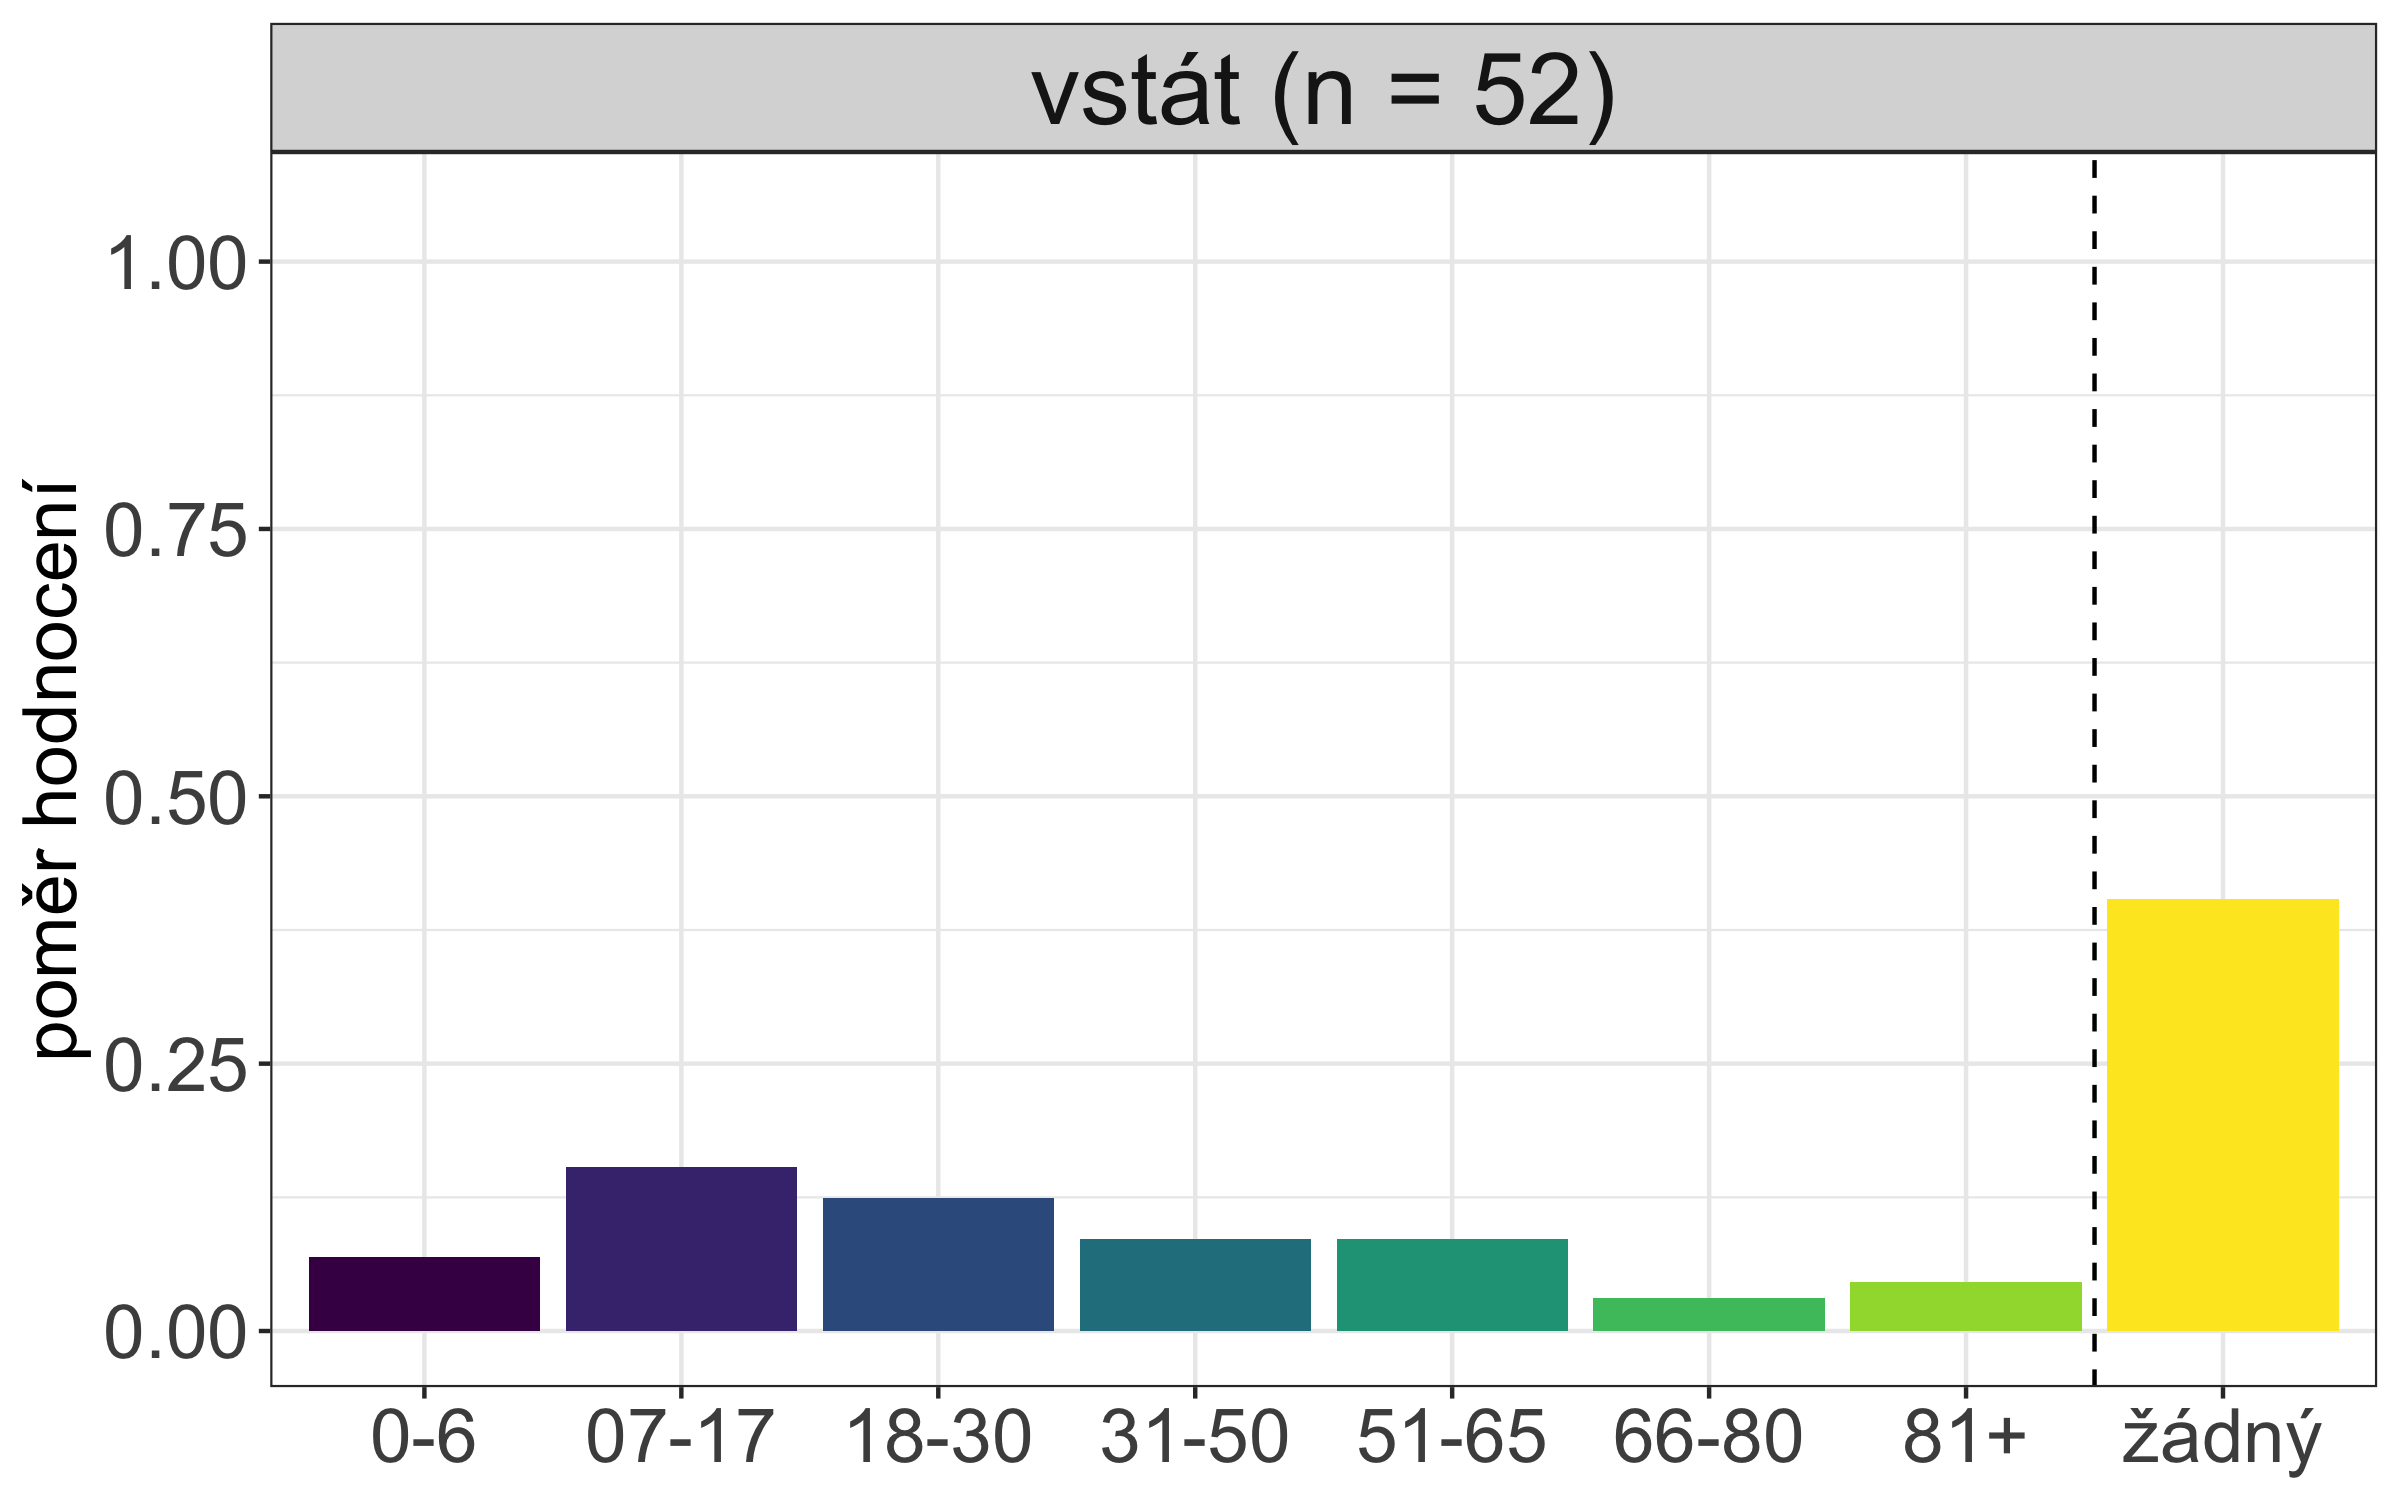 vstát (n = 52)
poměr hodnocení
1.00
0.75
0.50
0.25
0.00
0-6 07-17 18-30 31-50 51-65 66-80 81+ žádný